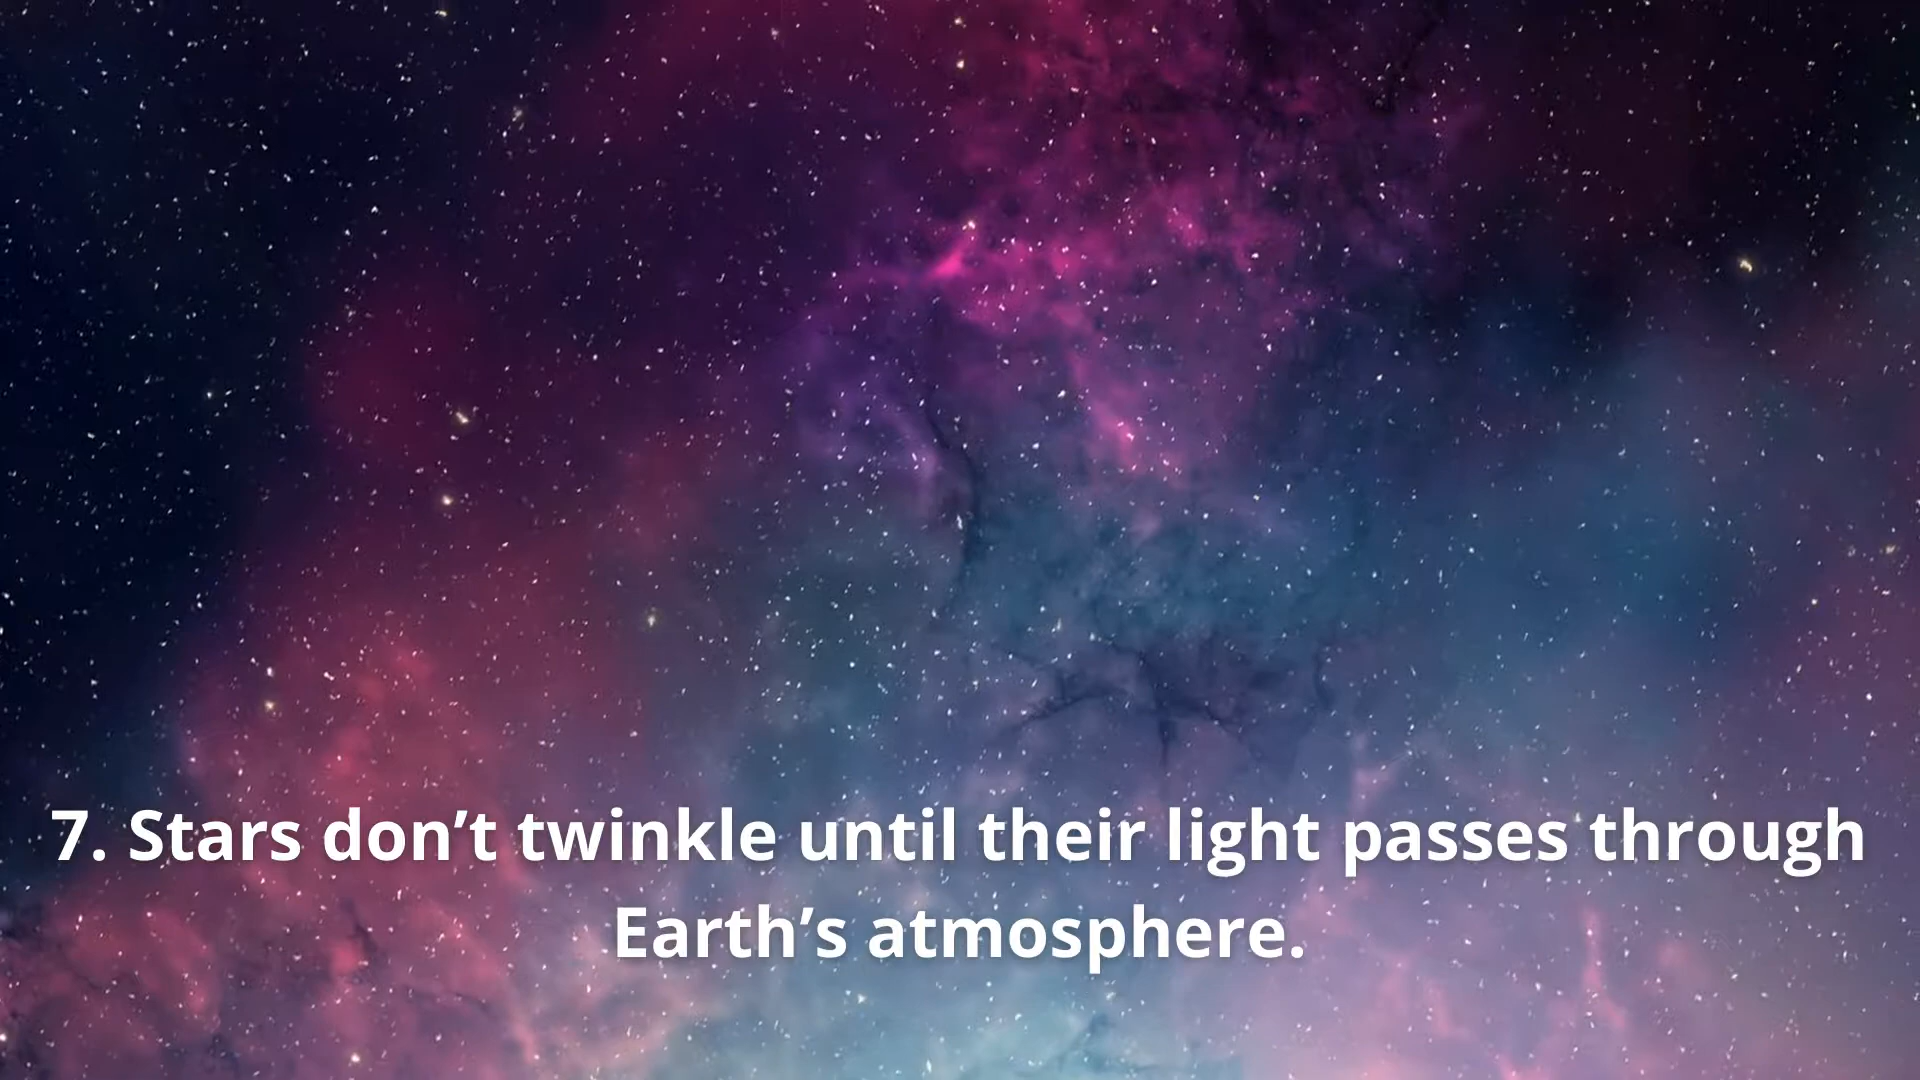 7. Stars don’t twinkle until their light passes through
Earth’s atmosphere.